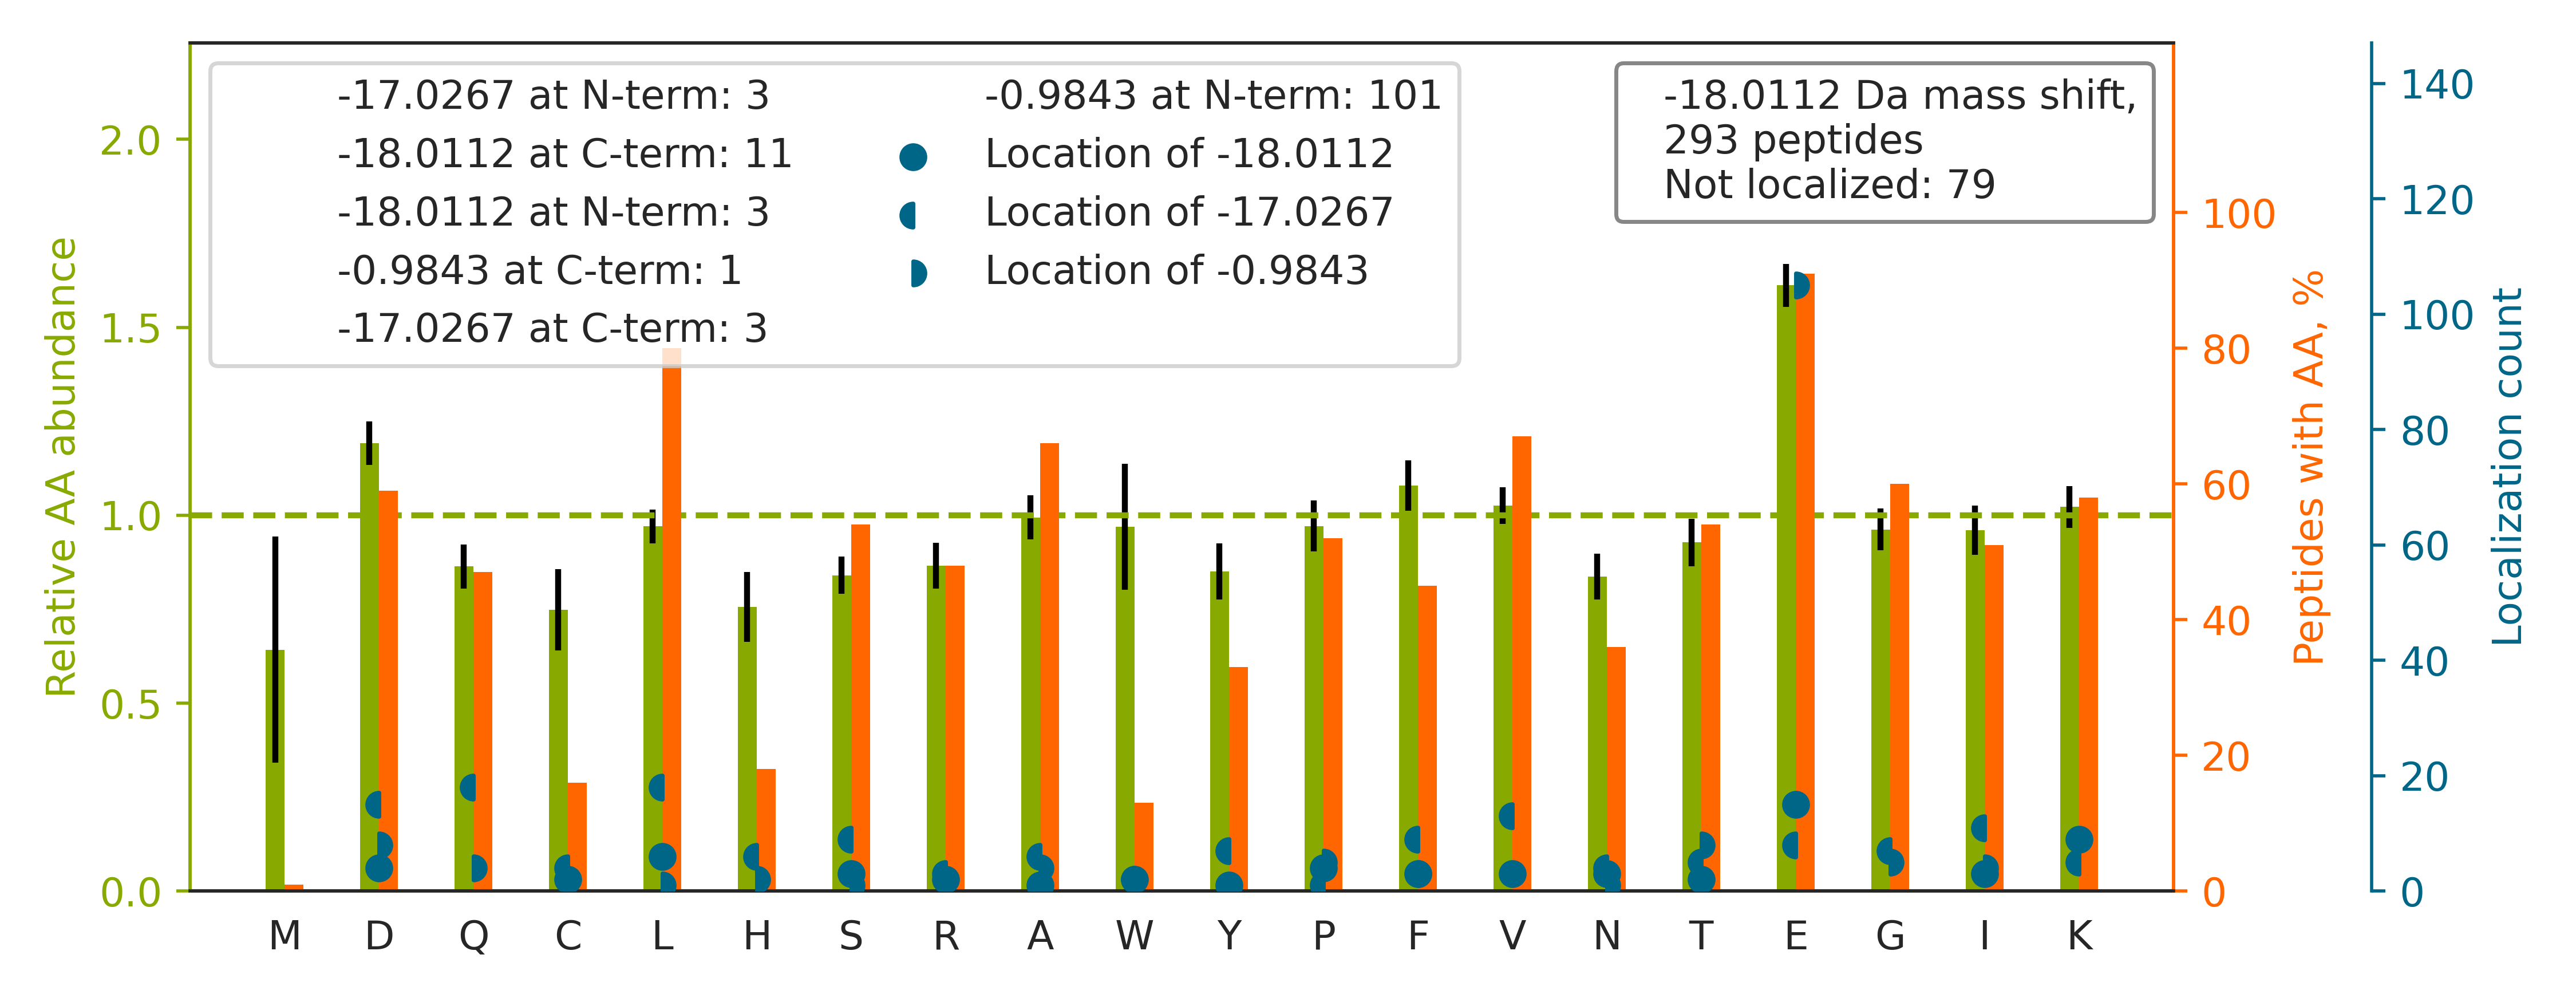 -17.0267 at N-term: 3
-18.0112 at C-term: 11
-18.0112 at N-term: 3
-0.9843 at C-term: 1
-17.0267 at C-term: 3
-0.9843 at N-term: 101
Location of -18.0112
Location of -17.0267
Location of -0.9843
-18.0112 Da mass shift,
293 peptides
Not localized: 79
Relative AA abundance
2.0
1.5
1.0
0.5
0.0
M D Q C L H S R A W Y P F V N T E G I K
100
80
60
40
20
0
Peptides with AA, %
140
120
100
80
60
40
20
0
Localization count